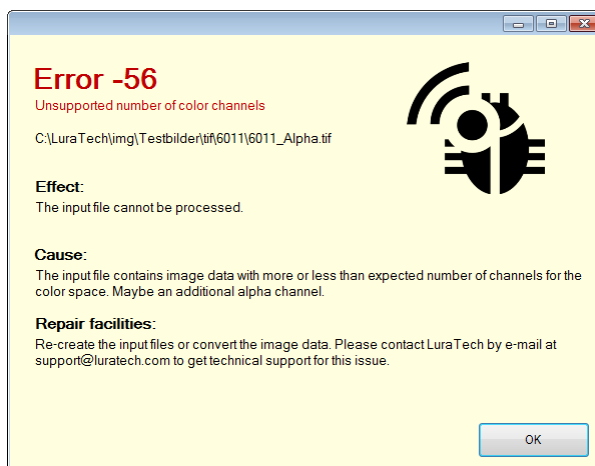 Error -56
Unsupported number of color channels
C:\LuraTech\img\Testbilder\tif\6011\6011_Alpha.tif
Effect:
The input file cannot be processed.
Cause:
The input file contains image data with more or less than expected number of channels for the
color space. Maybe an additional alpha channel.
Repair facilities:
Re-create the input files or convert the image data. Please contact LuraTech by e-mail at
support@luratech.com to get technical support for this issue.
OK